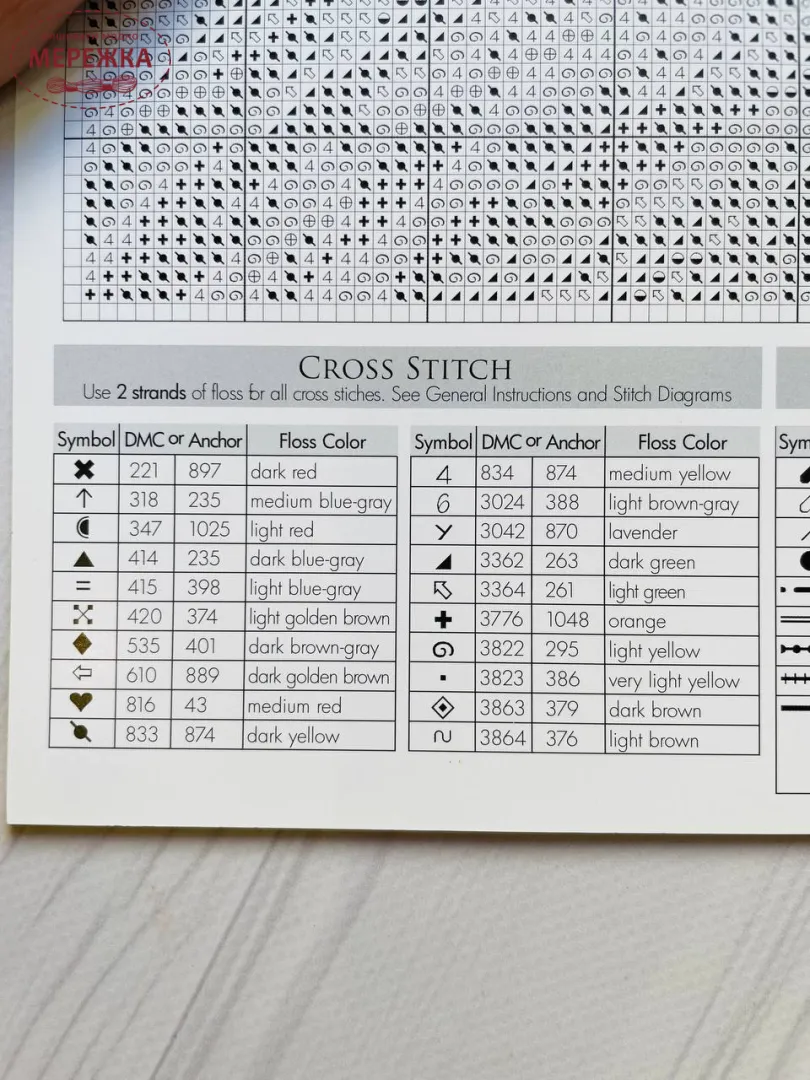 МЕРЕЖКА
CROSS STITCH
Use 2 strands of floss for all cross stiches. See General Instructions and Stitch Diagrams
Symbol DMC or Anchor Floss Color
221 897 dark red
318 235 medium blue-gray
347 1025 light red
414 235 dark blue-gray
415 398 light blue-gray
420 374 light golden brown
535 401 dark brown-gray
610 889 dark golden brown
816 43 medium red
833 874 dark yellow
Symbol DMC or Anchor Floss Color
4 834 874 medium yellow
6 3024 388 light brown-gray
3042 870 lavender
3362 263 dark green
3364 261 light green
3776 1048 orange
3822 295 light yellow
3823 386 very light yellow
3863 379 dark brown
3864 376 light brown
Sym